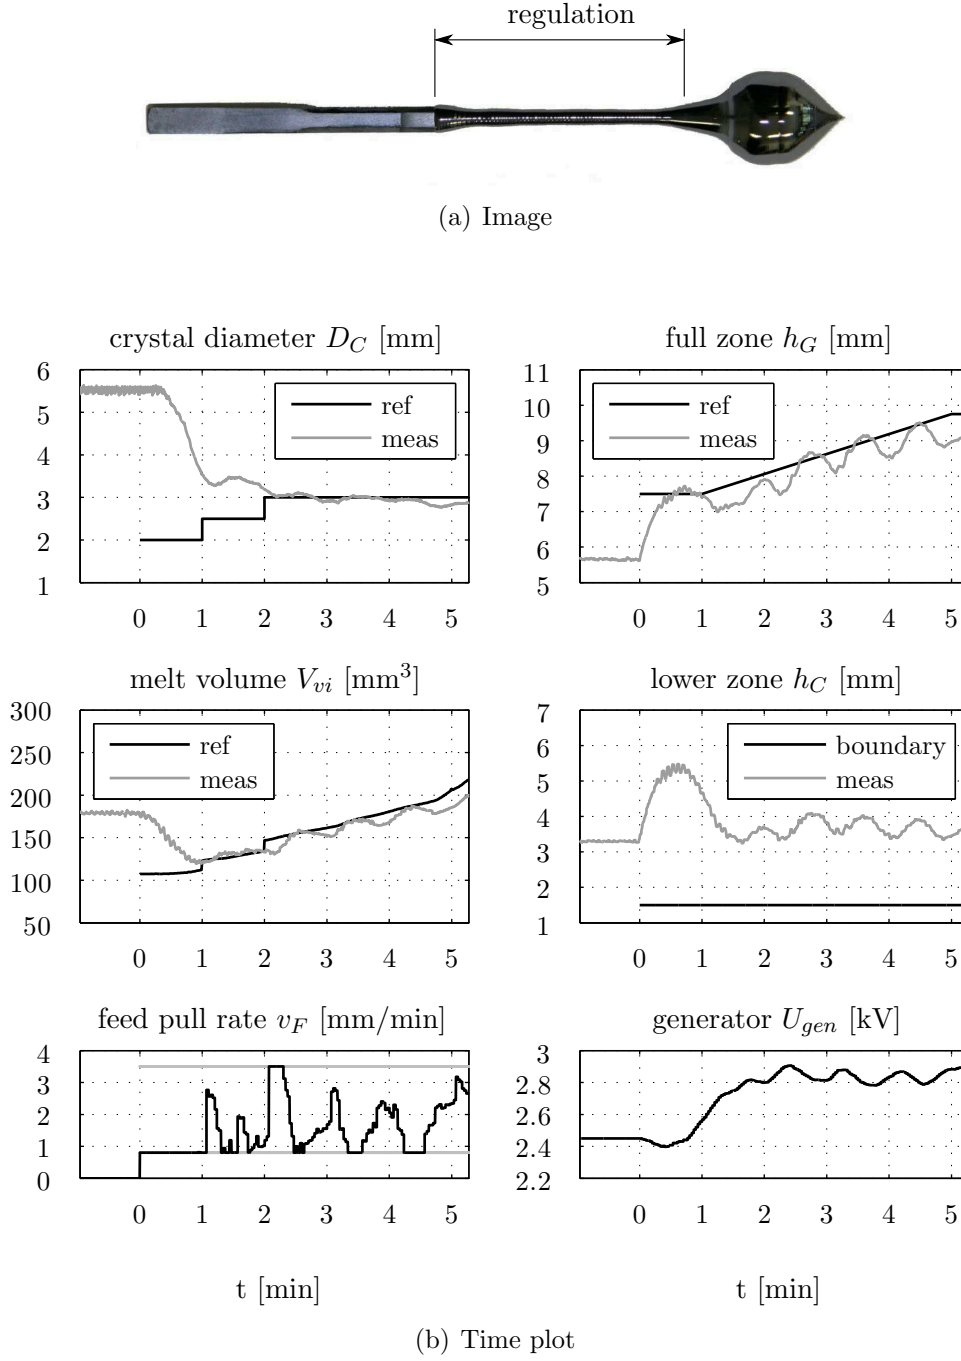 regulation
(a) Image
crystal diameter D_C [mm]
6
5
4
3
2
1
ref
meas
0 1 2 3 4 5
full zone h_G [mm]
11
10
9
8
7
6
5
ref
meas
0 1 2 3 4 5
melt volume V_{vi} [mm³]
300
250
200
150
100
50
ref
meas
0 1 2 3 4 5
lower zone h_C [mm]
7
6
5
4
3
2
1
boundary
meas
0 1 2 3 4 5
feed pull rate v_F [mm/min]
4
3
2
1
0
0 1 2 3 4 5
t [min]
generator U_{gen} [kV]
3
2.8
2.6
2.4
2.2
0 1 2 3 4 5
t [min]
(b) Time plot